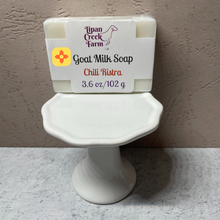 Lipan
Creek
Farm
Goat Milk Soap
Chili Ristra
3.6 oz/102 g